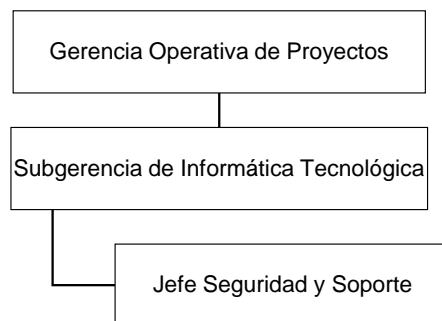 Gerencia Operativa de Proyectos
Subgerencia de Informática Tecnológica
Jefe Seguridad y Soporte